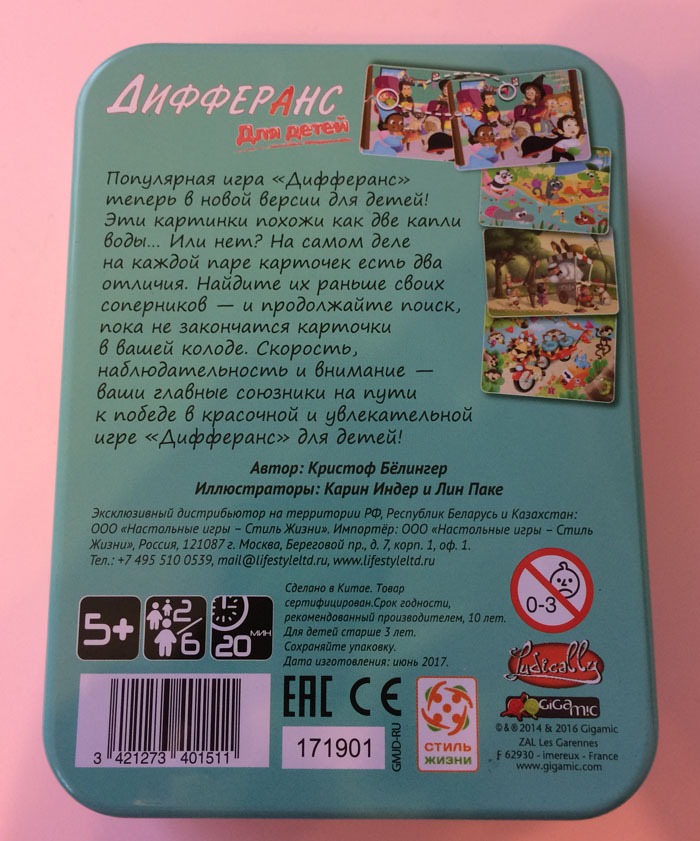 ДИФФЕРАНС
Для детей
Популярная игра «Дифферанс»
теперь в новой версии для детей!
Эти картинки похожи как две капли
воды... Или нет? На самом деле
на каждой паре карточек есть два
отличия. Найдите их раньше своих
соперников — и продолжайте поиск,
пока не закончатся карточки
в вашей колоде. Скорость,
наблюдательность и внимание —
ваши главные союзники на пути
к победе в красочной и увлекательной
игре «Дифферанс» для детей!
Автор: Кристоф Бёлингер
Иллюстраторы: Карин Индер и Лин Паке
Эксклюзивный дистрибьютор на территории РФ, Республик Беларусь и Казахстан:
ООО «Настольные игры – Стиль Жизни». Импортёр: ООО «Настольные игры – Стиль
Жизни», Россия, 121087 г. Москва, Береговой пр., д. 7, корп. 1, оф. 1.
Тел.: +7 495 510 0539, mail@lifestyleltd.ru, www.lifestyleltd.ru
5+
2/6
20 МИН
Сделано в Китае. Товар
сертифицирован.Срок годности,
рекомендованный производителем, 10 лет.
Для детей старше 3 лет.
Сохраняйте упаковку.
Дата изготовления: июнь 2017.
0-3
Ludically
GiGAMiC
©&®2014 & 2016 Gigamic
ZAL Les Garennes
F 62930 - imereux - France
www.gigamic.com
3 421273 401511
EAC CE
171901
GMJD-RU
СТИЛЬ
ЖИЗНИ